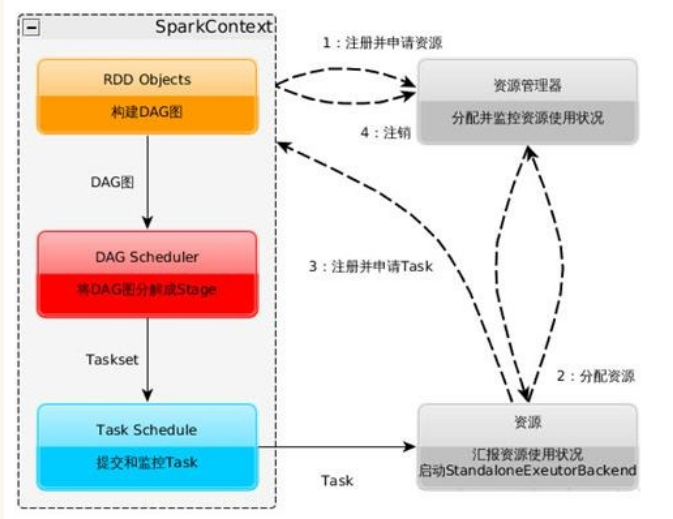 SparkContext
1：注册并申请资源
RDD Objects
构建DAG图
资源管理器
分配并监控资源使用状况
4：注销
DAG图
DAG Scheduler
将DAG图分解成Stage
3：注册并申请Task
Taskset
2：分配资源
Task Schedule
提交和监控Task
资源
汇报资源使用状况
启动StandaloneExeutorBackend
Task